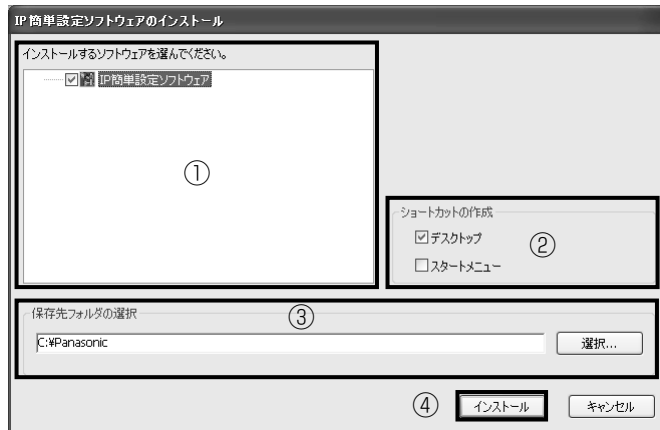 IP簡単設定ソフトウェアのインストール
インストールするソフトウェアを選んでください。
IP簡単設定ソフトウェア
①
ショートカットの作成
デスクトップ
②
スタートメニュー
保存先フォルダの選択
③
C:¥Panasonic
選択...
④
インストール
キャンセル